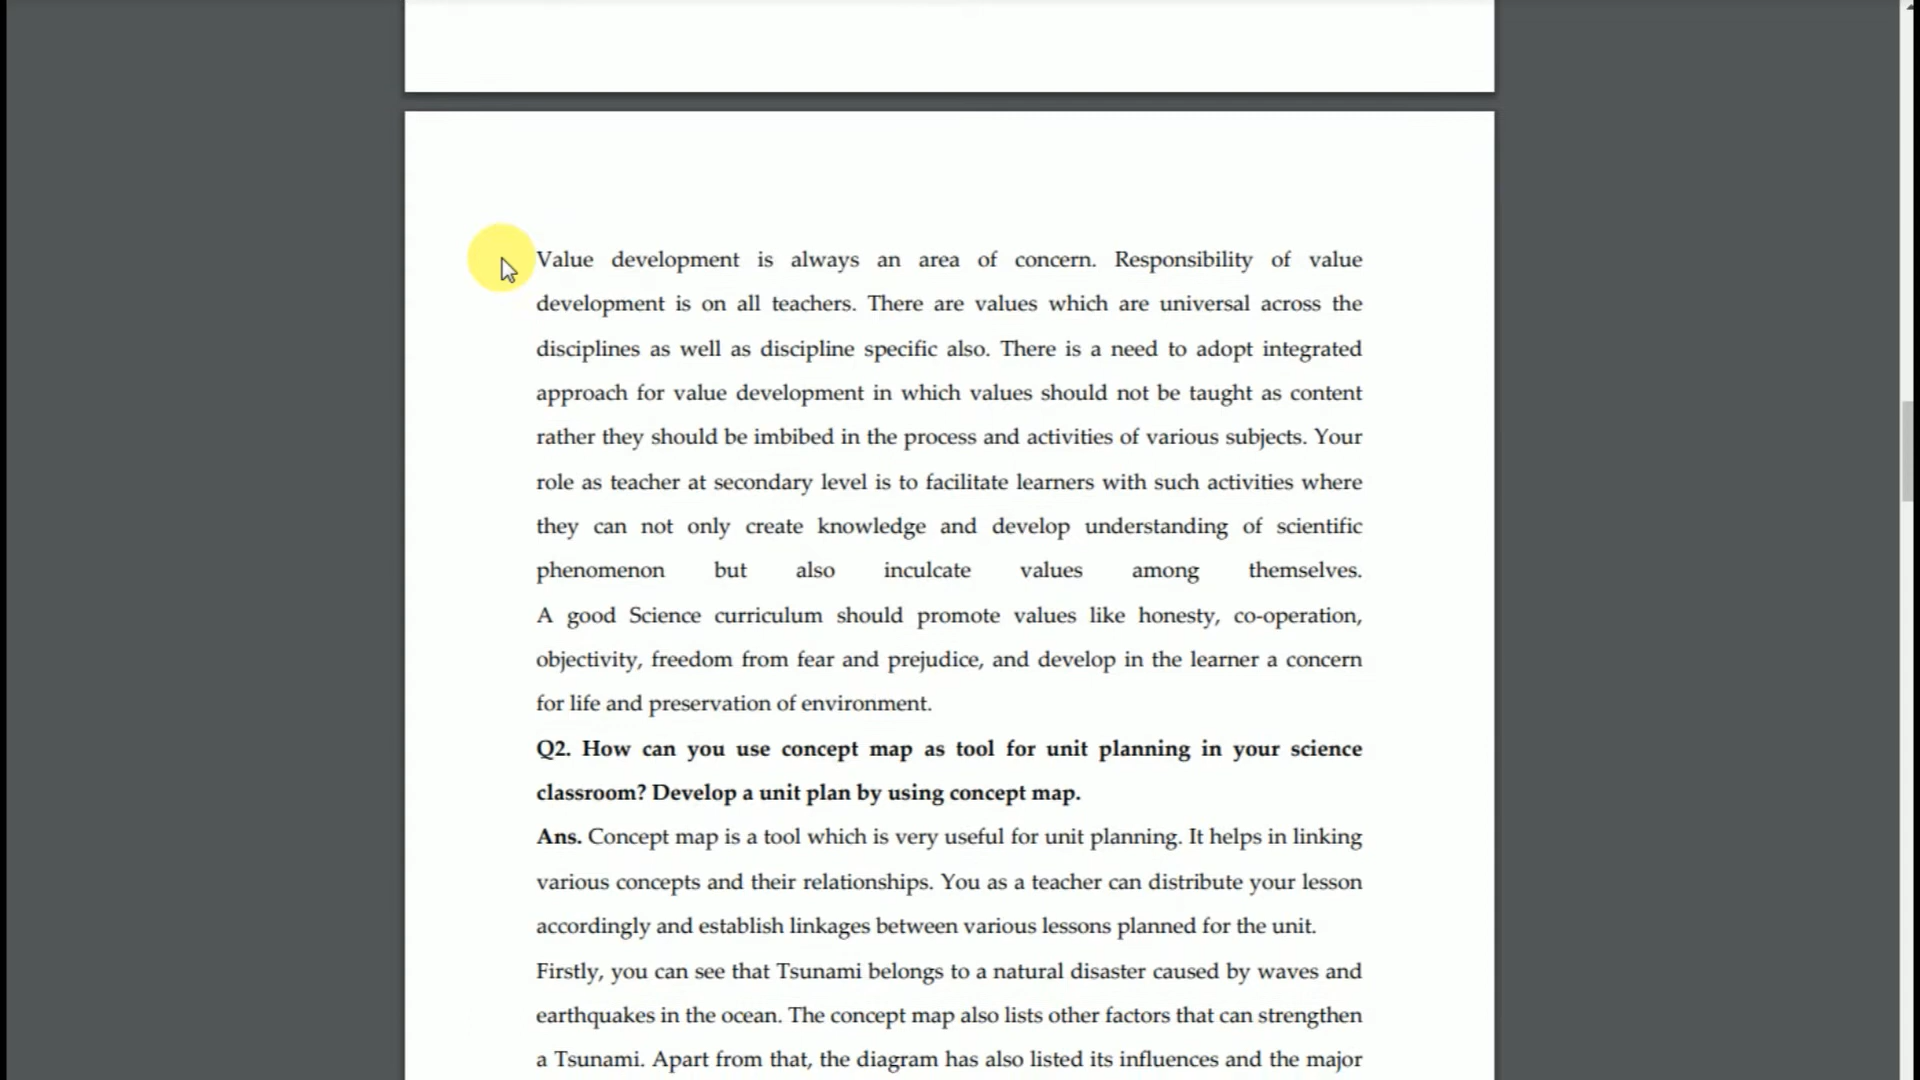 Value development is always an area of concern. Responsibility of value
development is on all teachers. There are values which are universal across the
disciplines as well as discipline specific also. There is a need to adopt integrated
approach for value development in which values should not be taught as content
rather they should be imbibed in the process and activities of various subjects. Your
role as teacher at secondary level is to facilitate learners with such activities where
they can not only create knowledge and develop understanding of scientific
phenomenon but also inculcate values among themselves.
A good Science curriculum should promote values like honesty, co-operation,
objectivity, freedom from fear and prejudice, and develop in the learner a concern
for life and preservation of environment.
Q2. How can you use concept map as tool for unit planning in your science
classroom? Develop a unit plan by using concept map.
Ans. Concept map is a tool which is very useful for unit planning. It helps in linking
various concepts and their relationships. You as a teacher can distribute your lesson
accordingly and establish linkages between various lessons planned for the unit.
Firstly, you can see that Tsunami belongs to a natural disaster caused by waves and
earthquakes in the ocean. The concept map also lists other factors that can strengthen
a Tsunami. Apart from that, the diagram has also listed its influences and the major